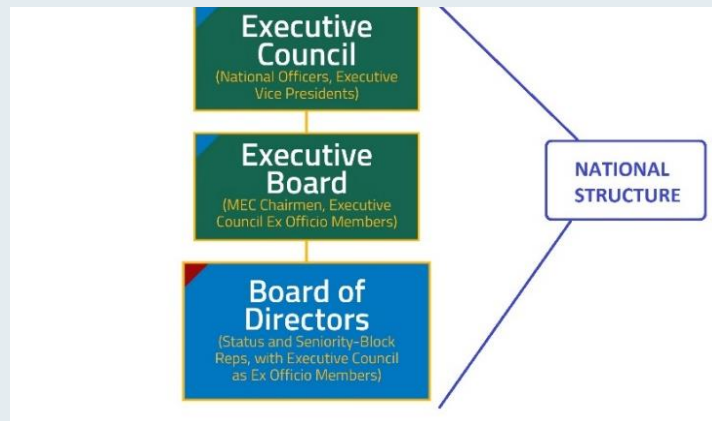 Executive
Council
(National Officers, Executive
Vice Presidents)
Executive
Board
(MEC Chairmen, Executive
Council Ex Officio Members)
NATIONAL
STRUCTURE
Board of
Directors
(Status and Seniority-Block
Reps, with Executive Council
as Ex Officio Members)